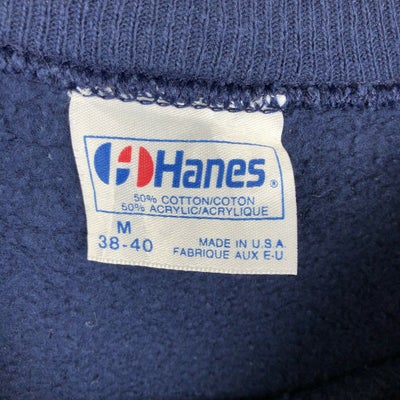 Hanes®
50% COTTON/COTON
50% ACRYLIC/ACRYLIQUE
M
38-40
MADE IN U.S.A
FABRIQUE AUX E-U